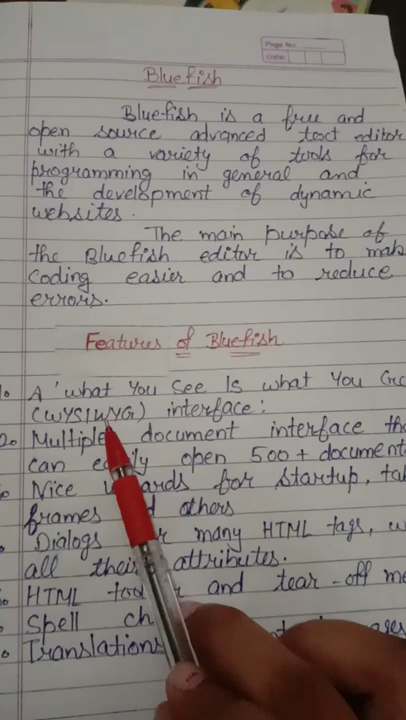 Page No.
Date:
Bluefish
Bluefish is a free and
open source advanced text editor
with a variety of tools for
programming in general and
the development of dynamic
websites.
The main purpose of
the Bluefish editor is to make
coding easier and to reduce
errors.
Features of Bluefish
A 'what You See Is what You
(WYSIWYG) interface:
Multiple document interface
can open 500+ document
Nice for startup,
frames others
Dialogs many HTML tags,
all their attributes.
HTML and tear-off
Spell
Translations